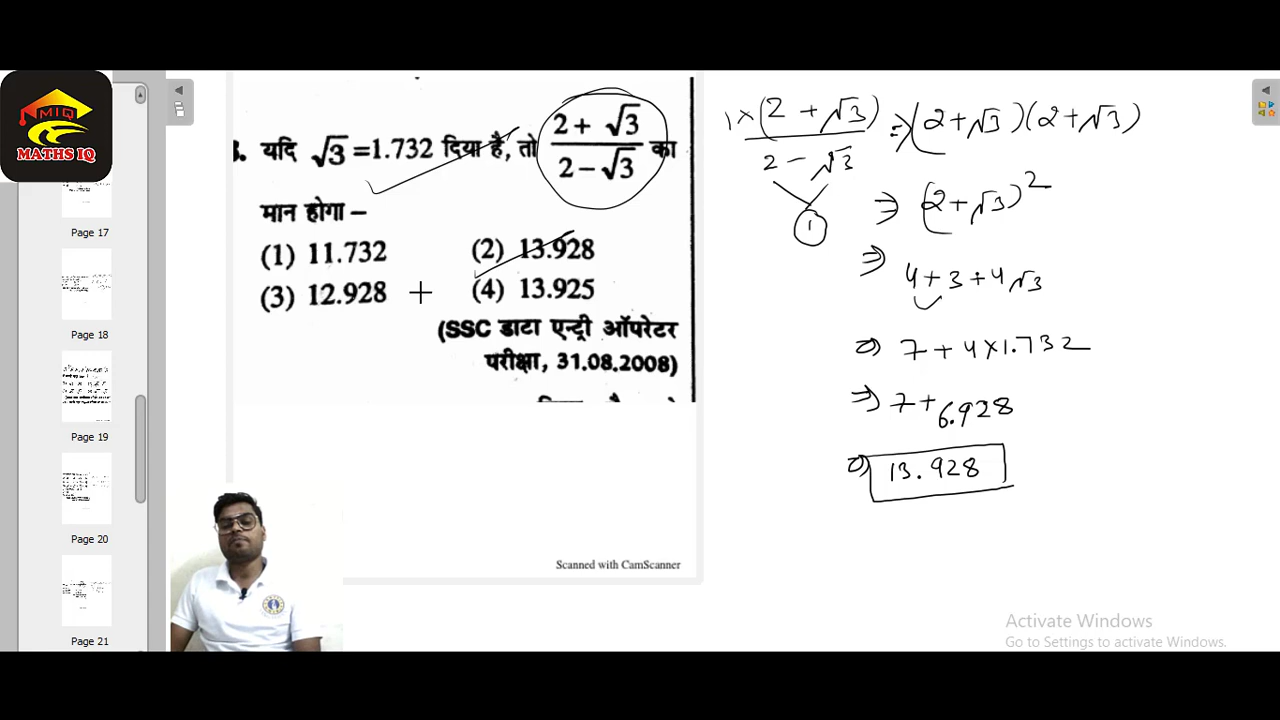 MIQ
MATHS IQ
Page 17
Page 18
Page 19
Page 20
Page 21
3. यदि √3 =1.732 दिया है, तो (2 + √3)/(2 − √3) का
मान होगा –
(1) 11.732 (2) 13.928
(3) 12.928 (4) 13.925
(SSC डाटा एन्ट्री ऑपरेटर
परीक्षा, 31.08.2008)
Scanned with CamScanner
1×(2 + √3)/(2 − √3) ⇒ (2+√3)(2+√3)
1
⇒ (2+√3)²
⇒ 4+3+4√3
⇒ 7+4×1.732
⇒ 7+6.928
⇒ 13.928
Activate Windows
Go to Settings to activate Windows.